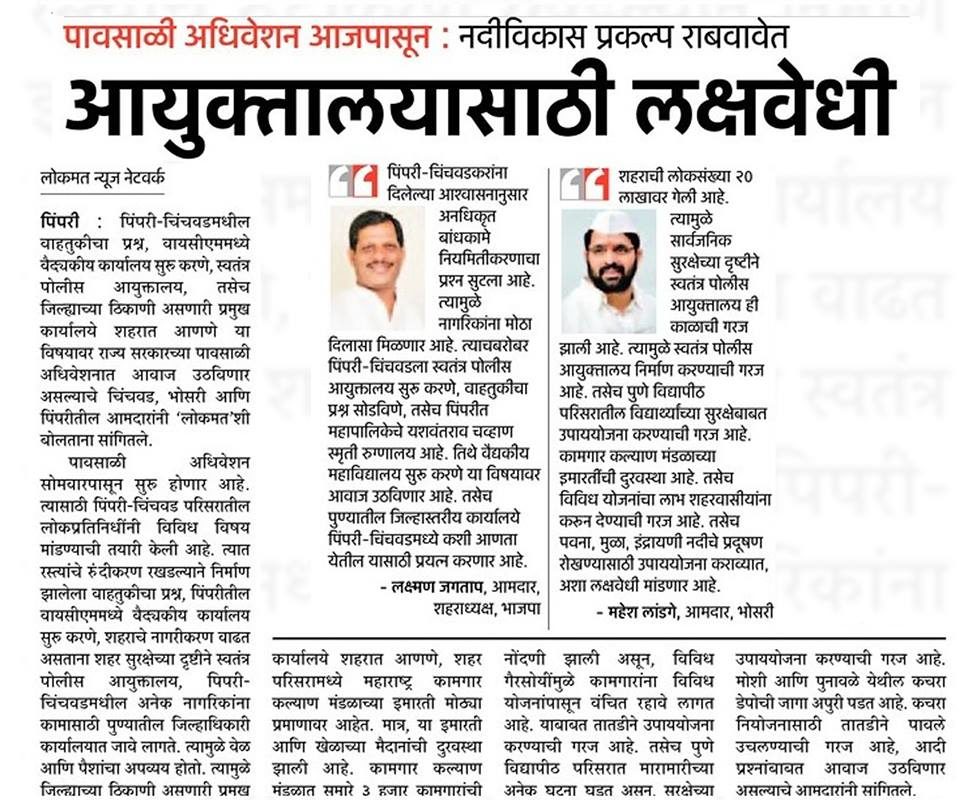 पावसाळी अधिवेशन आजपासून : नदीविकास प्रकल्प राबवावेत
आयुक्तालयासाठी लक्षवेधी
लोकमत न्यूज नेटवर्क
पिंपरी : पिंपरी-चिंचवडमधील
वाहतुकीचा प्रश्न, वायसीएममध्ये
वैद्यकीय कार्यालय सुरु करणे, स्वतंत्र
पोलीस आयुक्तालय, तसेच
जिल्ह्याच्या ठिकाणी असणारी प्रमुख
कार्यालये शहरात आणणे या
विषयावर राज्य सरकारच्या पावसाळी
अधिवेशनात आवाज उठविणार
असल्याचे चिंचवड, भोसरी आणि
पिंपरीतील आमदारांनी ‘लोकमत’शी
बोलताना सांगितले.
पावसाळी अधिवेशन
सोमवारपासून सुरु होणार आहे.
त्यासाठी पिंपरी-चिंचवड परिसरातील
लोकप्रतिनिधींनी विविध विषय
मांडण्याची तयारी केली आहे. त्यात
रस्त्यांचे रुंदीकरण रखडल्याने निर्माण
झालेला वाहतुकीचा प्रश्न, पिंपरीतील
वायसीएममध्ये वैद्यकीय कार्यालय
सुरू करणे, शहराचे नागरीकरण वाढत
असताना शहर सुरक्षेच्या दृष्टीने स्वतंत्र
पोलीस आयुक्तालय, पिपरी-
चिंचवडमधील अनेक नागरिकांना
कामासाठी पुण्यातील जिल्हाधिकारी
कार्यालयात जावे लागते. त्यामुळे वेळ
आणि पैशांचा अपव्यय होतो. त्यामुळे
जिल्ह्याच्या ठिकाणी असणारी प्रमुख
पिंपरी-चिंचवडकरांना
दिलेल्या आश्वासनानुसार
अनधिकृत
बांधकामे
नियमितीकरणाचा
प्रश्न सुटला आहे.
त्यामुळे
नागरिकांना मोठा
दिलासा मिळणार आहे. त्याचबरोबर
पिंपरी-चिंचवडला स्वतंत्र पोलीस
आयुक्तालय सुरु करणे, वाहतुकीचा
प्रश्न सोडविणे, तसेच पिंपरीत
महापालिकेचे यशवंतराव चव्हाण
स्मृती रुग्णालय आहे. तिथे वैद्यकीय
महाविद्यालय सुरू करणे या विषयावर
आवाज उठविणार आहे. तसेच
पुण्यातील जिल्हास्तरीय कार्यालये
पिंपरी-चिंचवडमध्ये कशी आणता
येतील यासाठी प्रयत्न करणार आहे.
- लक्ष्मण जगताप, आमदार,
शहराध्यक्ष, भाजपा
शहराची लोकसंख्या २०
लाखावर गेली आहे.
त्यामुळे
सार्वजनिक
सुरक्षेच्या दृष्टीने
स्वतंत्र पोलीस
आयुक्तालय ही
काळाची गरज
झाली आहे. त्यामुळे स्वतंत्र पोलीस
आयुक्तालय निर्माण करण्याची गरज
आहे. तसेच पुणे विद्यापीठ
परिसरातील विद्यार्थ्यांच्या सुरक्षेबाबत
उपाययोजना करण्याची गरज आहे.
कामगार कल्याण मंडळाच्या
इमारतींची दुरवस्था आहे. तसेच
विविध योजनांचा लाभ शहरवासीयांना
करुन देण्याची गरज आहे. तसेच
पवना, मुळा, इंद्रायणी नदीचे प्रदूषण
रोखण्यासाठी उपाययोजना कराव्यात,
अशा लक्षवेधी मांडणार आहे.
- महेश लांडगे, आमदार, भोसरी
कार्यालये शहरात आणणे, शहर
परिसरामध्ये महाराष्ट्र कामगार
कल्याण मंडळाच्या इमारती मोठ्या
प्रमाणावर आहेत. मात्र, या इमारती
आणि खेळाच्या मैदानांची दुरवस्था
झाली आहे. कामगार कल्याण
मंडळात सुमारे ३ हजार कामगारांची
नोंदणी झाली असून, विविध
गैरसोयींमुळे कामगारांना विविध
योजनांपासून वंचित रहावे लागत
आहे. याबाबत तातडीने उपाययोजना
करण्याची गरज आहे. तसेच पुणे
विद्यापीठ परिसरात मारामारीच्या
अनेक घटना घडत असून, सुरक्षेच्या
उपाययोजना करण्याची गरज आहे.
मोशी आणि पुनावळे येथील कचरा
डेपोची जागा अपुरी पडत आहे. कचरा
नियोजनासाठी तातडीने पावले
उचलण्याची गरज आहे, आदी
प्रश्नांबाबत आवाज उठविणार
असल्याचे आमदारांनी सांगितले.